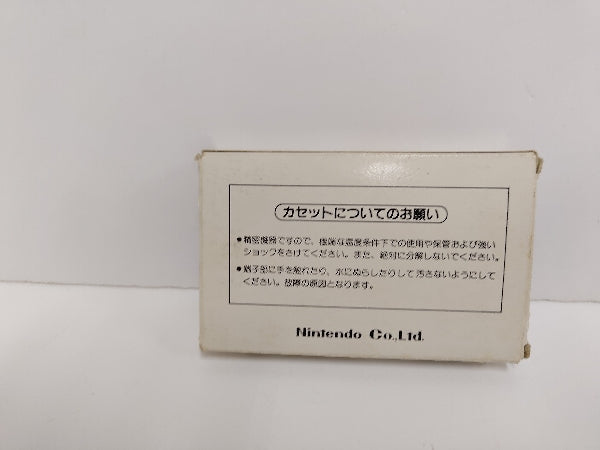 カセットについてのお願い
●精密機器ですので、極端な温度条件下での使用や保管および強い
ショックをさけてください。また、絶対に分解しないでください。
●端子部に手を触れたり、水にぬらしたりして汚さないようにして
ください。故障の原因となります。
Nintendo Co.,Ltd.